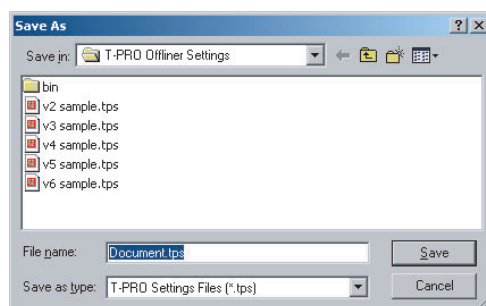 Save As
Save in: T-PRO Offliner Settings
bin
v2 sample.tps
v3 sample.tps
v4 sample.tps
v5 sample.tps
v6 sample.tps
File name: Document.tps Save
Save as type: T-PRO Settings Files (*.tps) Cancel